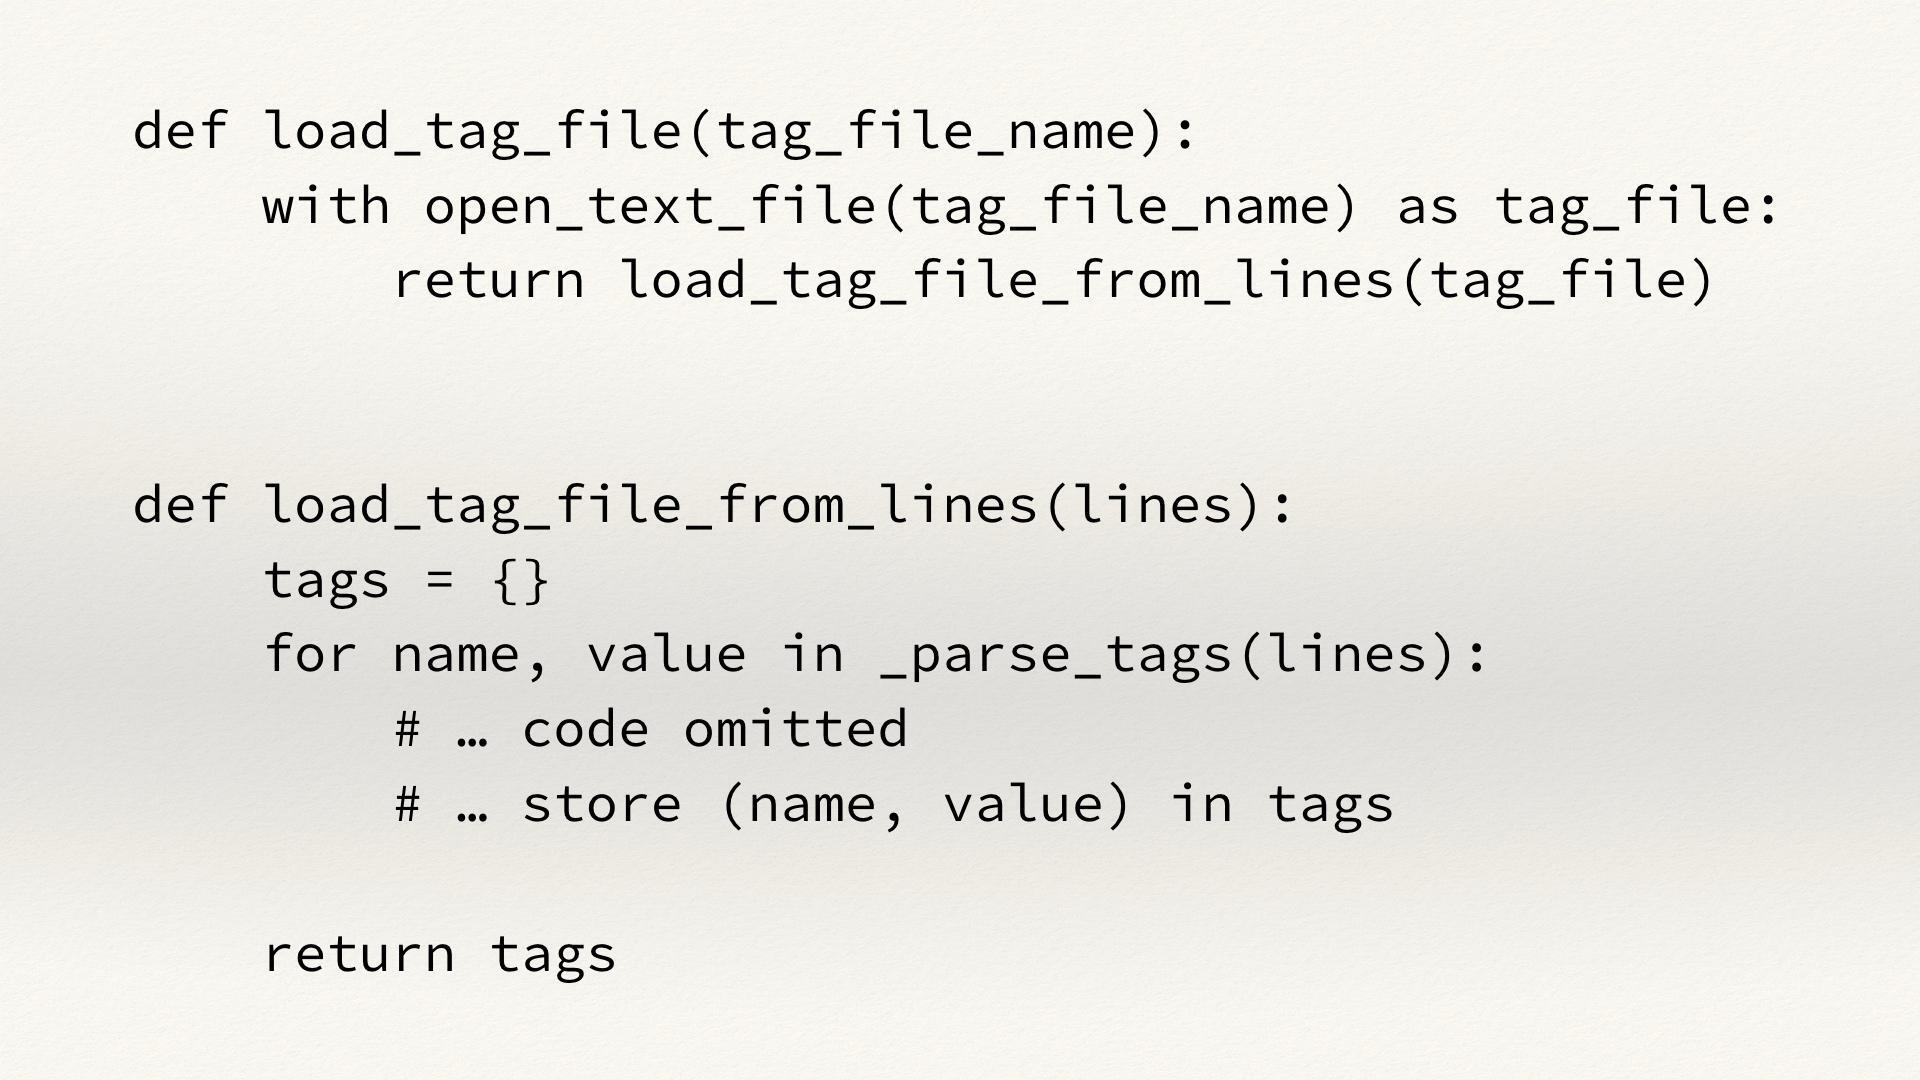 def load_tag_file(tag_file_name):
    with open_text_file(tag_file_name) as tag_file:
        return load_tag_file_from_lines(tag_file)
def load_tag_file_from_lines(lines):
    tags = {}
    for name, value in _parse_tags(lines):
        # … code omitted
        # … store (name, value) in tags
    return tags